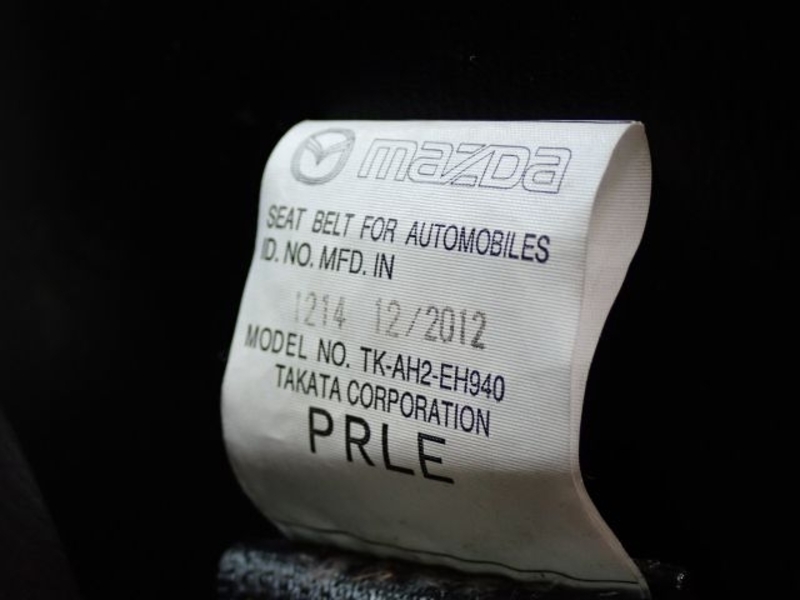 mazda
SEAT BELT FOR AUTOMOBILES
ID. NO. MFD. IN
1214 12/2012
MODEL NO. TK-AH2-EH940
TAKATA CORPORATION
PRLE